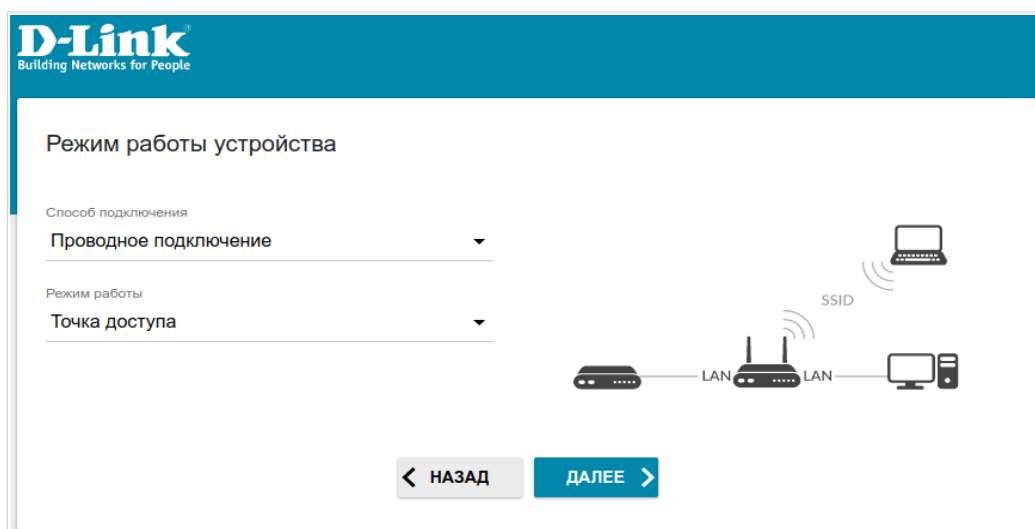 D-Link
Building Networks for People
Режим работы устройства
Способ подключения
Проводное подключение
Режим работы
Точка доступа
SSID
LAN
LAN
НАЗАД
ДАЛЕЕ